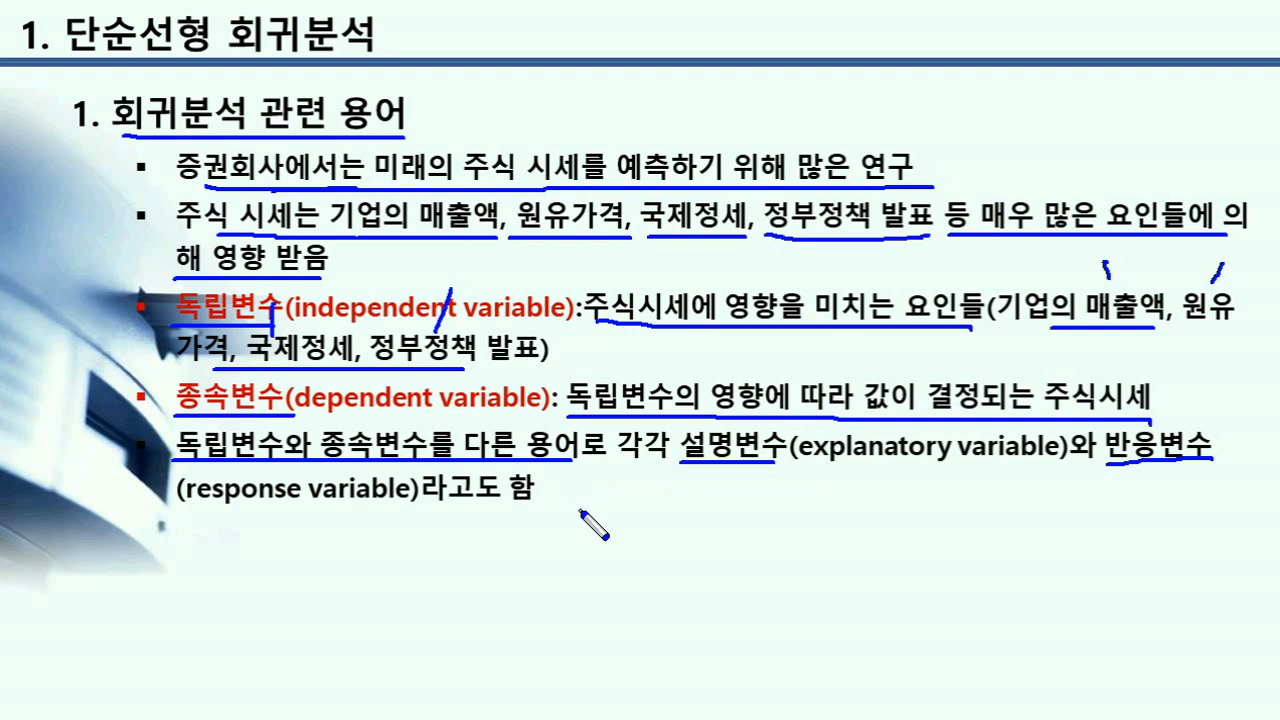 1. 단순선형 회귀분석
1. 회귀분석 관련 용어
▪ 증권회사에서는 미래의 주식 시세를 예측하기 위해 많은 연구
▪ 주식 시세는 기업의 매출액, 원유가격, 국제정세, 정부정책 발표 등 매우 많은 요인들에 의
해 영향 받음
▪ 독립변수(independent variable):주식시세에 영향을 미치는 요인들(기업의 매출액, 원유
가격, 국제정세, 정부정책 발표)
▪ 종속변수(dependent variable): 독립변수의 영향에 따라 값이 결정되는 주식시세
▪ 독립변수와 종속변수를 다른 용어로 각각 설명변수(explanatory variable)와 반응변수
(response variable)라고도 함